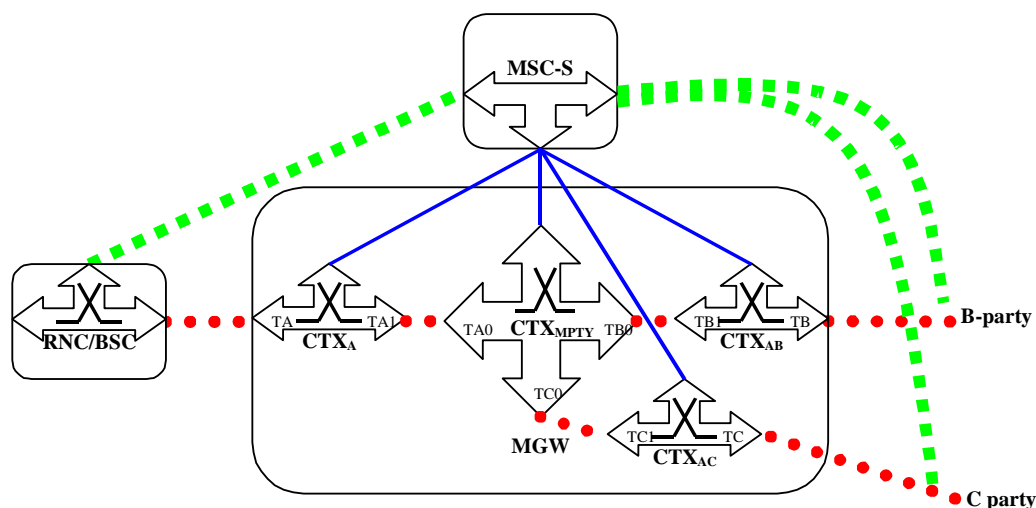 MSC-S
RNC/BSC
TA
TA1
CTXA
TA0
CTXMPTY
TB0
TC0
TB1
TB
CTXAB
B-party
MGW
TC1
TC
CTXAC
C party